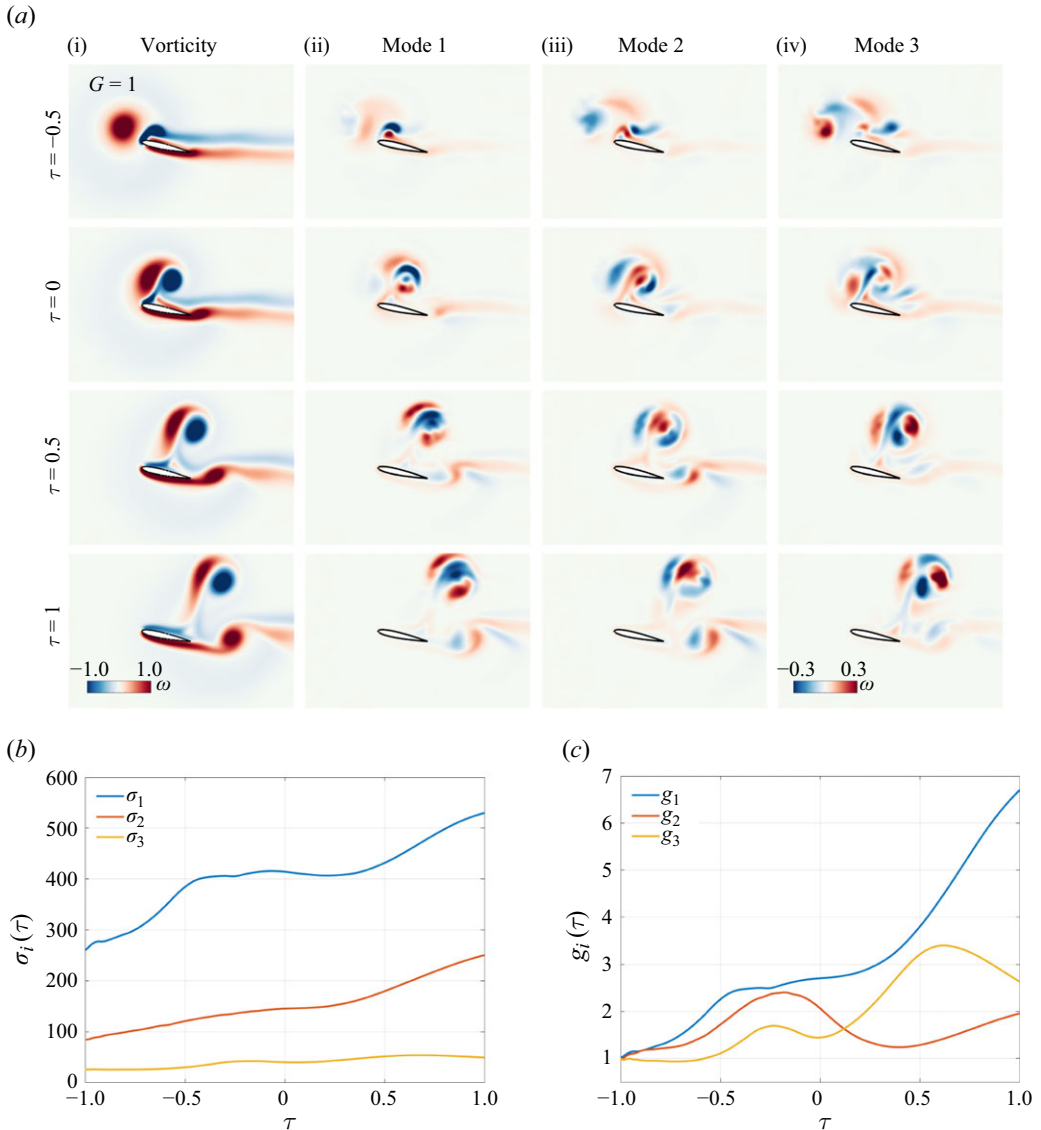 (a)
(i) Vorticity (ii) Mode 1 (iii) Mode 2 (iv) Mode 3
G = 1
τ = −0.5
τ = 0
τ = 0.5
τ = 1
−1.0 1.0 ω
−0.3 0.3 ω
(b)
600
500
400
300
200
100
0
σi (τ)
σ1
σ2
σ3
−1.0 −0.5 0 0.5 1.0
τ
(c)
7
6
5
4
3
2
1
gi (τ)
g1
g2
g3
−1.0 −0.5 0 0.5 1.0
τ